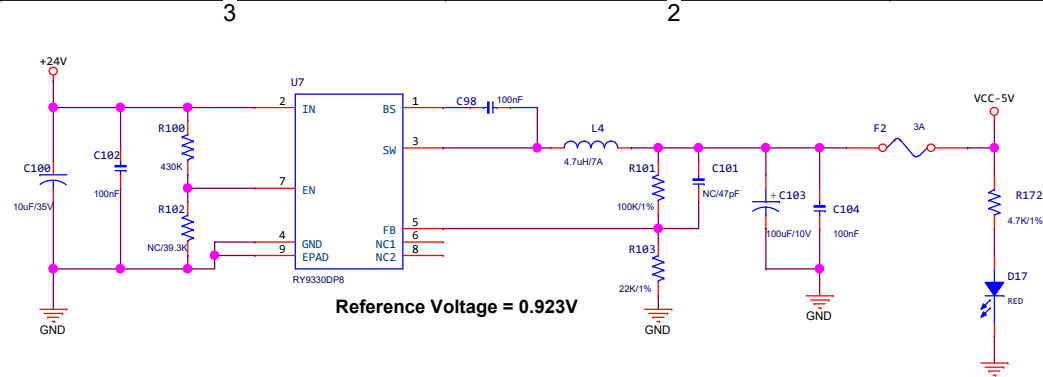 3
2
+24V
VCC-5V
U7
2
IN
BS
1
C98
100nF
F2
3A
R100
430K
C102
100nF
C100
10uF/35V
SW
3
L4
4.7uH/7A
7
EN
R101
100K/1%
C101
NC/47pF
R172
4.7K/1%
R102
NC/39.3K
+
C103
100uF/10V
C104
100nF
FB
5
4
GND
NC1
6
9
EPAD
NC2
8
R103
22K/1%
D17
RED
RY9330DP8
Reference Voltage = 0.923V
GND
GND
GND